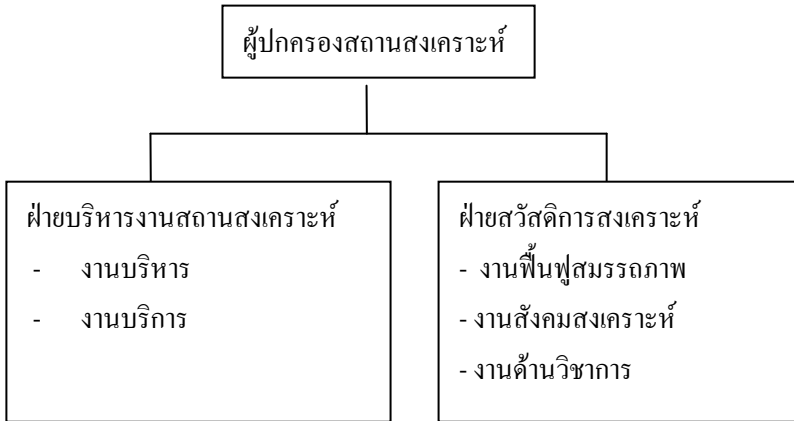 ผู้ปกครองสถานสงเคราะห์
ฝ่ายบริหารงานสถานสงเคราะห์
- งานบริหาร
- งานบริการ
ฝ่ายสวัสดิการสงเคราะห์
- งานฟื้นฟูสมรรถภาพ
- งานสังคมสงเคราะห์
- งานด้านวิชาการ